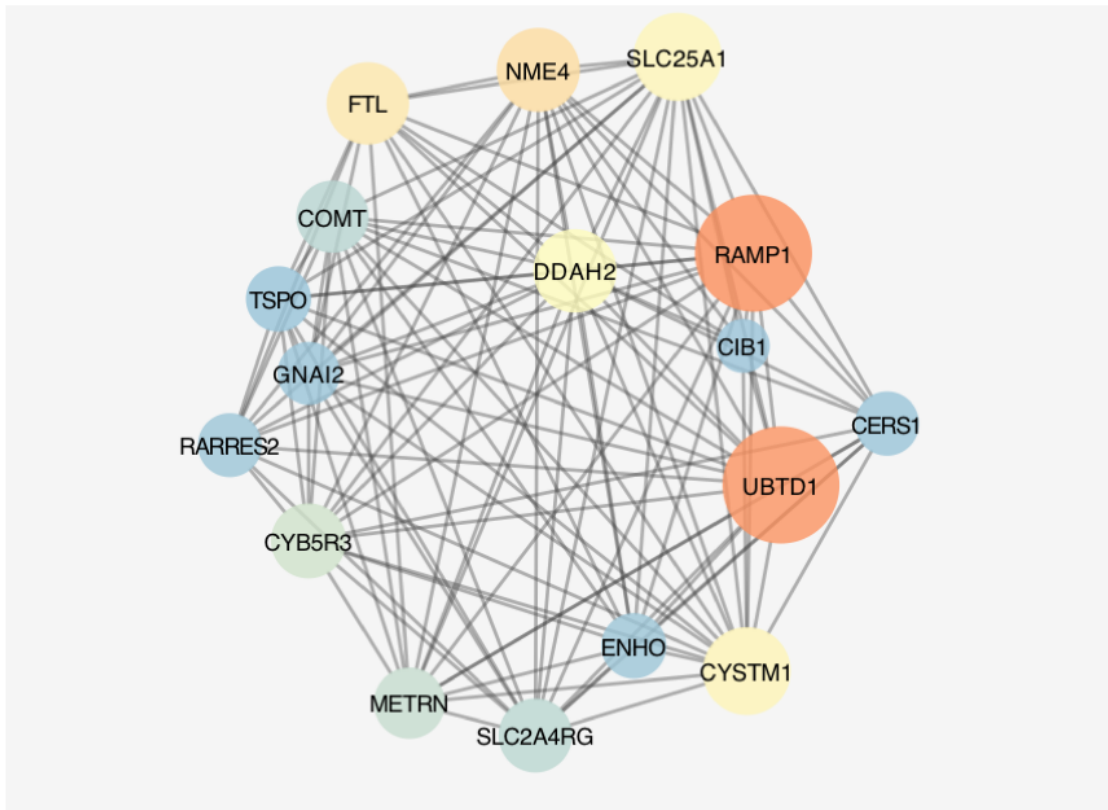 SLC25A1
NME4
FTL
COMT
RAMP1
DDAH2
TSPO
CIB1
GNAI2
CERS1
RARRES2
UBTD1
CYB5R3
ENHO
CYSTM1
METRN
SLC2A4RG